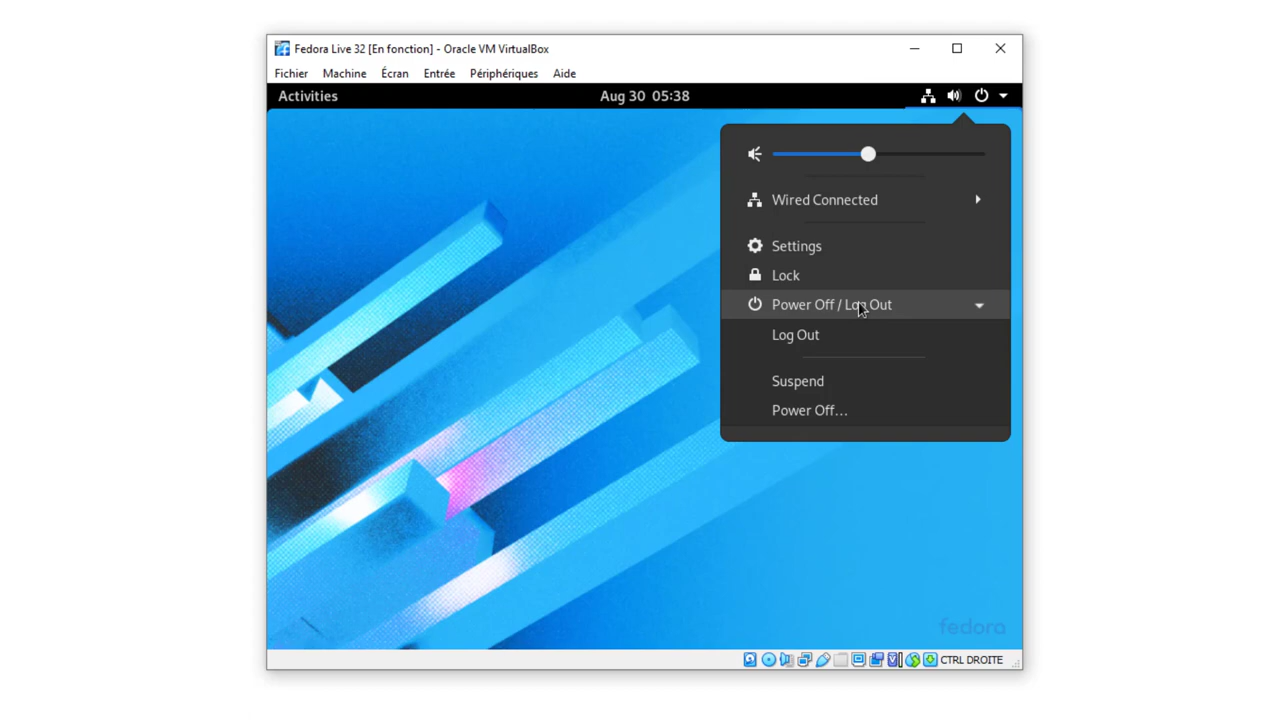 Fedora Live 32 [En fonction] - Oracle VM VirtualBox
Fichier Machine Écran Entrée Périphériques Aide
Activities Aug 30 05:38
Wired Connected
Settings
Lock
Power Off / Log Out
Log Out
Suspend
Power Off...
fedora
CTRL DROITE